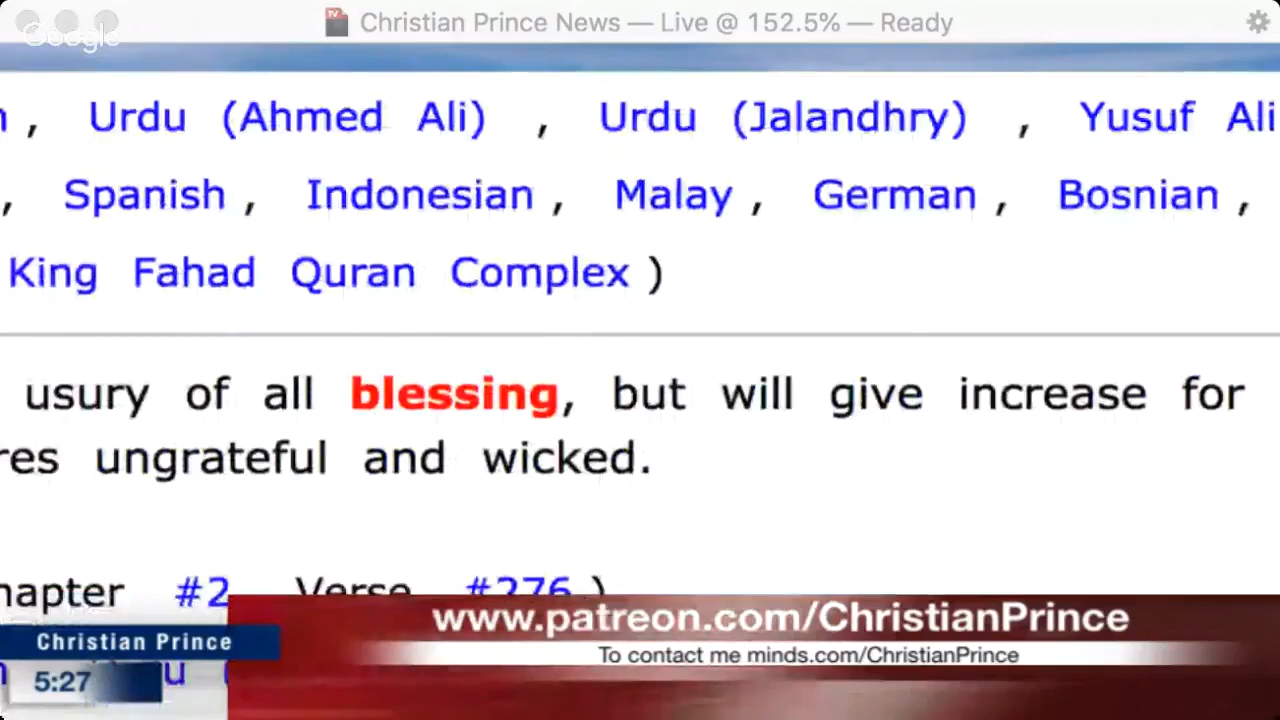 Christian Prince News — Live @ 152.5% — Ready
Google
, Urdu (Ahmed Ali) , Urdu (Jalandhry) , Yusuf Ali
, Spanish , Indonesian , Malay , German , Bosnian ,
King Fahad Quran Complex )
usury of all blessing, but will give increase for
res ungrateful and wicked.
hapter #2 Verse #276 )
www.patreon.com/ChristianPrince
Christian Prince
To contact me minds.com/ChristianPrince
5:27